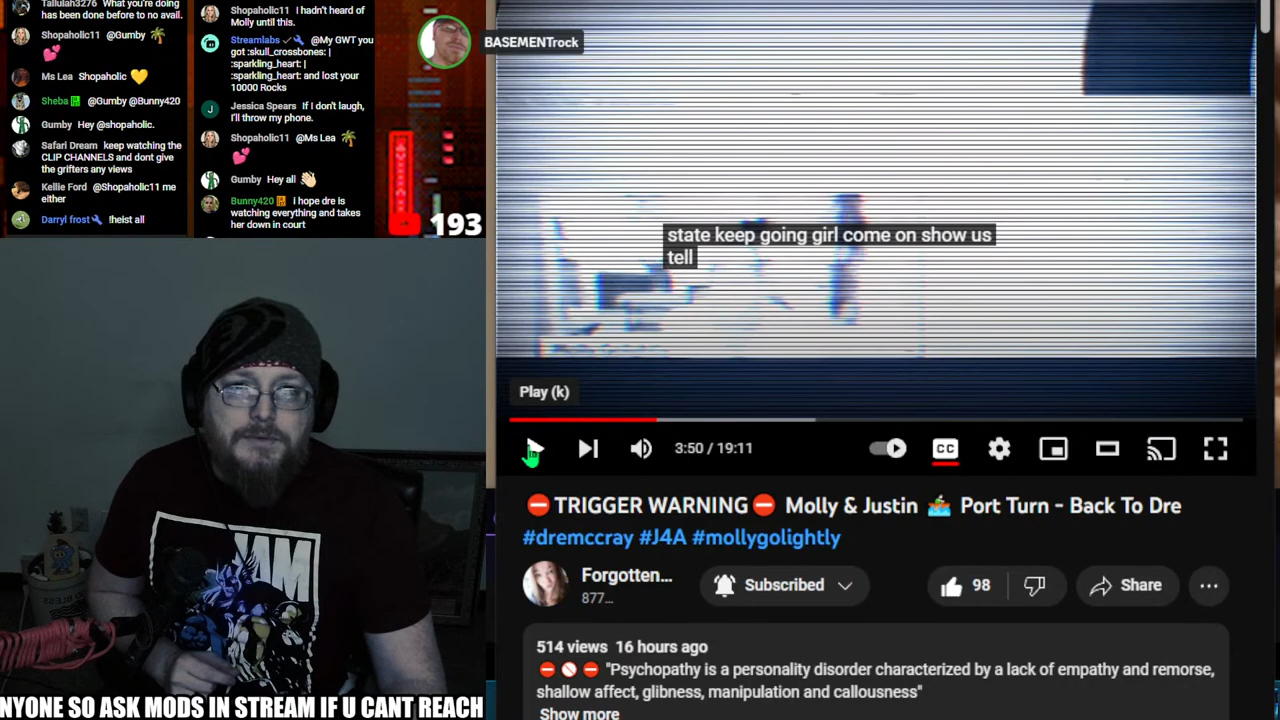 Tallulah3276 What you're doing
has been done before to no avail.
Shopaholic11 @Gumby 🌴
💕
Ms Lea Shopaholic 💛
Sheba @Gumby @Bunny420
Gumby Hey @shopaholic.
Safari Dream keep watching the
CLIP CHANNELS and dont give
the grifters any views
Kellie Ford @Shopaholic11 me
either
Darryl frost !heist all
Shopaholic11 I hadn't heard of
Molly until this.
Streamlabs @My GWT you
got :skull_crossbones: |
:sparkling_heart: |
:sparkling_heart: and lost your
10000 Rocks
Jessica Spears If I don't laugh,
I'll throw my phone.
Shopaholic11 @Ms Lea 🌴
💕
Gumby Hey all 👋🏻
Bunny420 I hope dre is
watching everything and takes
her down in court
BASEMENTrock
193
state keep going girl come on show us
tell
Play (k)
3:50 / 19:11
CC
⛔TRIGGER WARNING⛔ Molly & Justin 🚣 Port Turn - Back To Dre
#dremccray #J4A #mollygolightly
Forgotten...
877...
Subscribed
98
Share
514 views 16 hours ago
⛔ 🚫 ⛔ "Psychopathy is a personality disorder characterized by a lack of empathy and remorse,
shallow affect, glibness, manipulation and callousness"
Show more
JAM
NYONE SO ASK MODS IN STREAM IF U CANT REACH